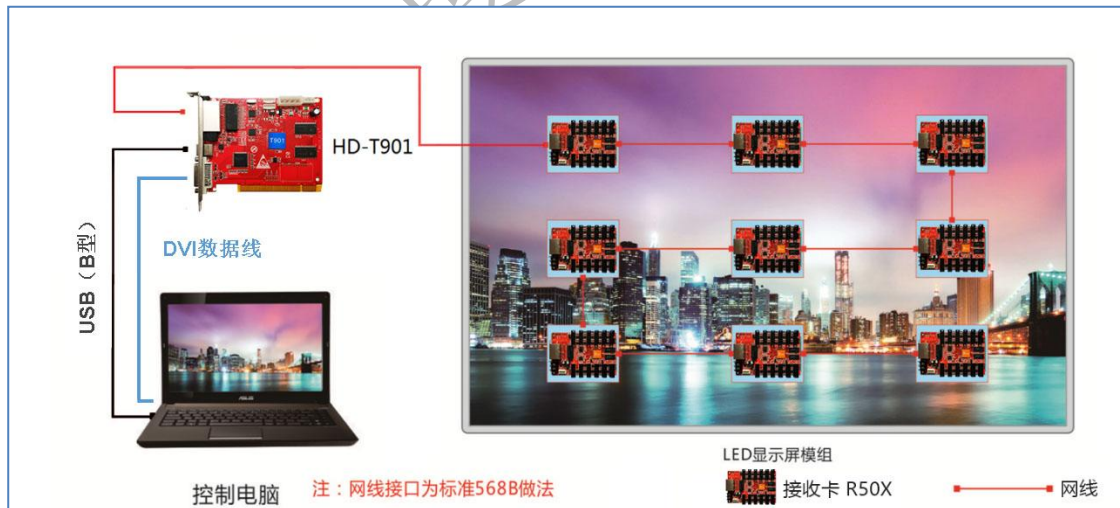 T901
HD-T901
DVI数据线
USB（B型）
LED显示屏模组
控制电脑
注：网线接口为标准568B做法
接收卡 R50X
网线